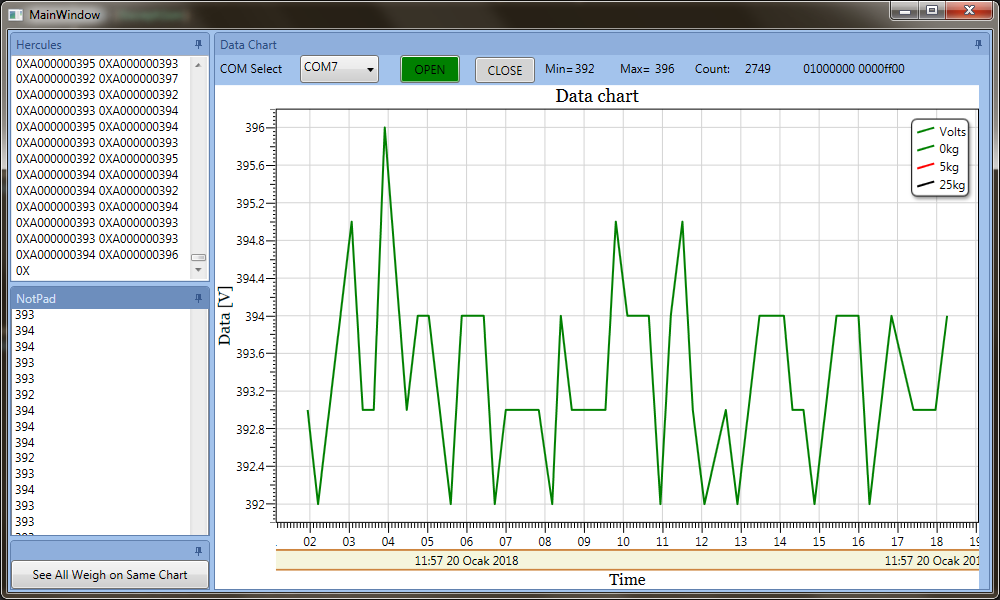 MainWindow
Hercules
0XA000000395 0XA000000393
0XA000000392 0XA000000397
0XA000000393 0XA000000392
0XA000000393 0XA000000394
0XA000000395 0XA000000394
0XA000000393 0XA000000393
0XA000000392 0XA000000395
0XA000000394 0XA000000394
0XA000000394 0XA000000392
0XA000000393 0XA000000394
0XA000000393 0XA000000393
0XA000000393 0XA000000393
0XA000000394 0XA000000396
0X
NotPad
393
394
394
393
393
392
394
394
394
392
393
394
393
393
See All Weigh on Same Chart
Data Chart
COM Select COM7 OPEN CLOSE Min= 392 Max= 396 Count: 2749 01000000 0000ff00
Data chart
Volts
0kg
5kg
25kg
Data [V]
396
395.6
395.2
394.8
394.4
394
393.6
393.2
392.8
392.4
392
02 03 04 05 06 07 08 09 10 11 12 13 14 15 16 17 18 19
11:57 20 Ocak 2018 11:57 20 Ocak 201
Time